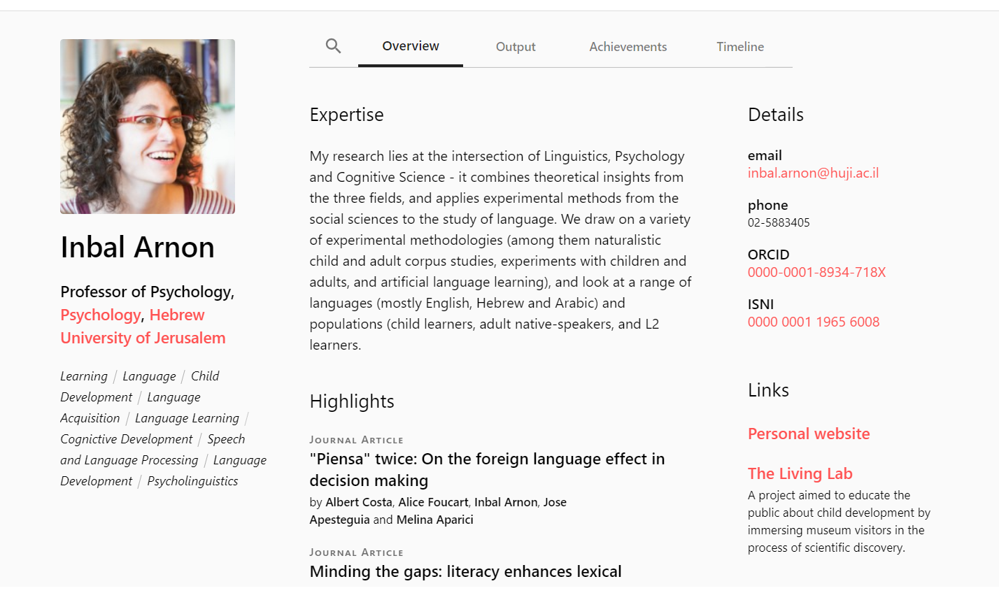 Overview
Output
Achievements
Timeline
Inbal Arnon
Professor of Psychology,
Psychology, Hebrew
University of Jerusalem
Learning / Language / Child
Development / Language
Acquisition / Language Learning /
Cognictive Development / Speech
and Language Processing / Language
Development / Psycholinguistics
Expertise
My research lies at the intersection of Linguistics, Psychology
and Cognitive Science - it combines theoretical insights from
the three fields, and applies experimental methods from the
social sciences to the study of language. We draw on a variety
of experimental methodologies (among them naturalistic
child and adult corpus studies, experiments with children and
adults, and artificial language learning), and look at a range of
languages (mostly English, Hebrew and Arabic) and
populations (child learners, adult native-speakers, and L2
learners.
Highlights
Journal Article
"Piensa" twice: On the foreign language effect in
decision making
by Albert Costa, Alice Foucart, Inbal Arnon, Jose
Apesteguia and Melina Aparici
Journal Article
Minding the gaps: literacy enhances lexical
Details
email
inbal.arnon@huji.ac.il
phone
02-5883405
ORCID
0000-0001-8934-718X
ISNI
0000 0001 1965 6008
Links
Personal website
The Living Lab
A project aimed to educate the
public about child development by
immersing museum visitors in the
process of scientific discovery.